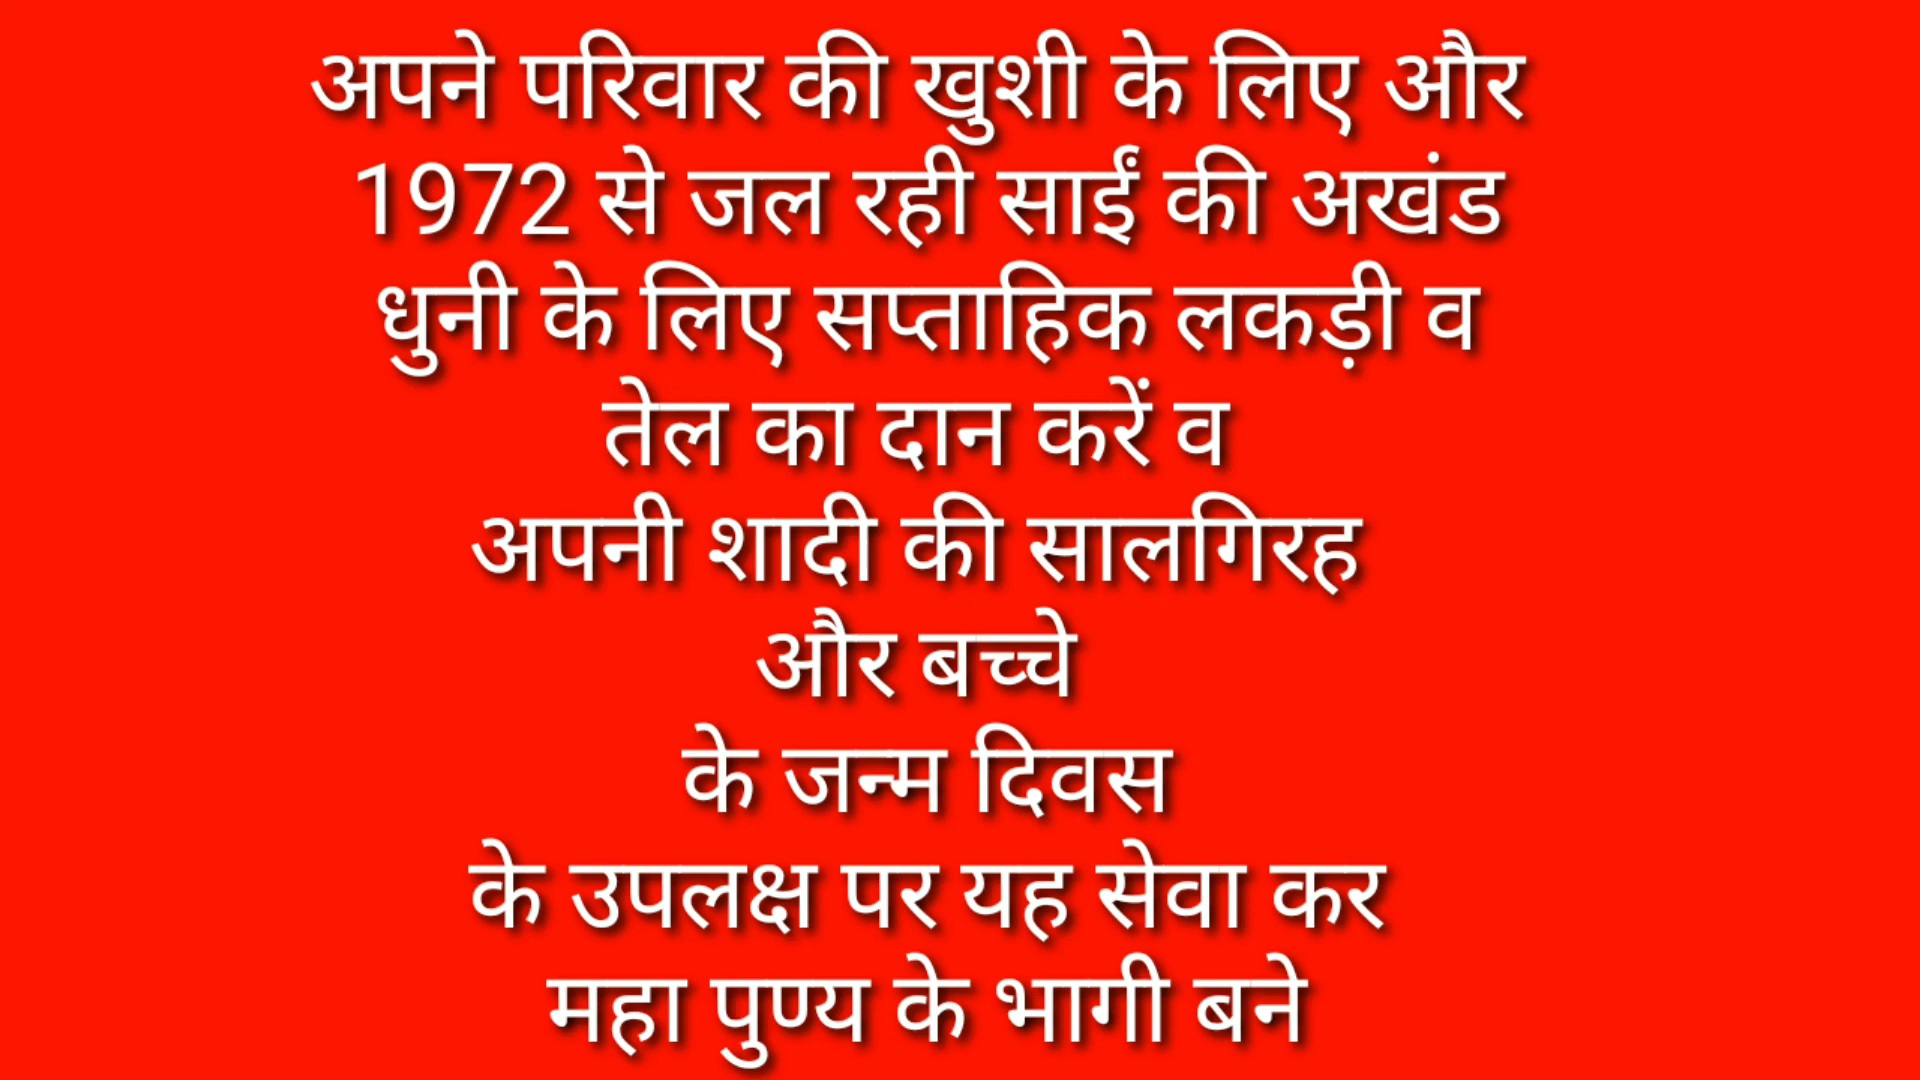 अपने परिवार की खुशी के लिए और
1972 से जल रही साईं की अखंड
धुनी के लिए सप्ताहिक लकड़ी व
तेल का दान करें व
अपनी शादी की सालगिरह
और बच्चे
के जन्म दिवस
के उपलक्ष पर यह सेवा कर
महा पुण्य के भागी बने